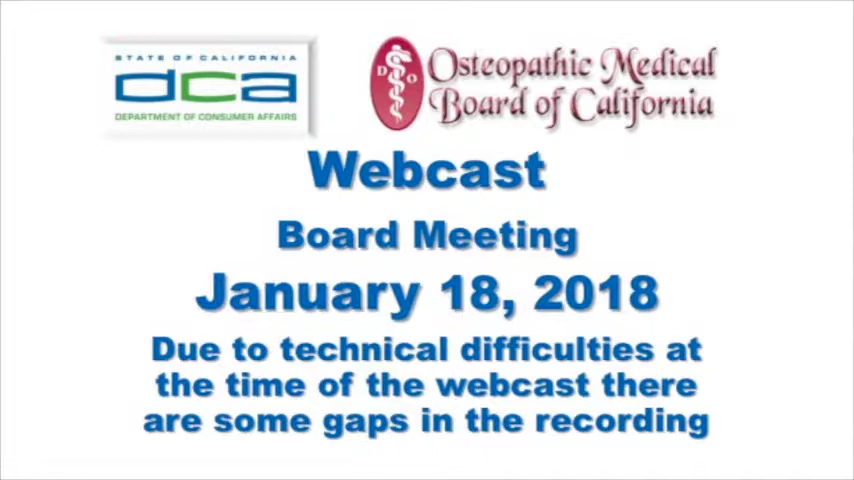 STATE OF CALIFORNIA
dca
DEPARTMENT OF CONSUMER AFFAIRS
D O
Osteopathic Medical
Board of California
Webcast
Board Meeting
January 18, 2018
Due to technical difficulties at
the time of the webcast there
are some gaps in the recording